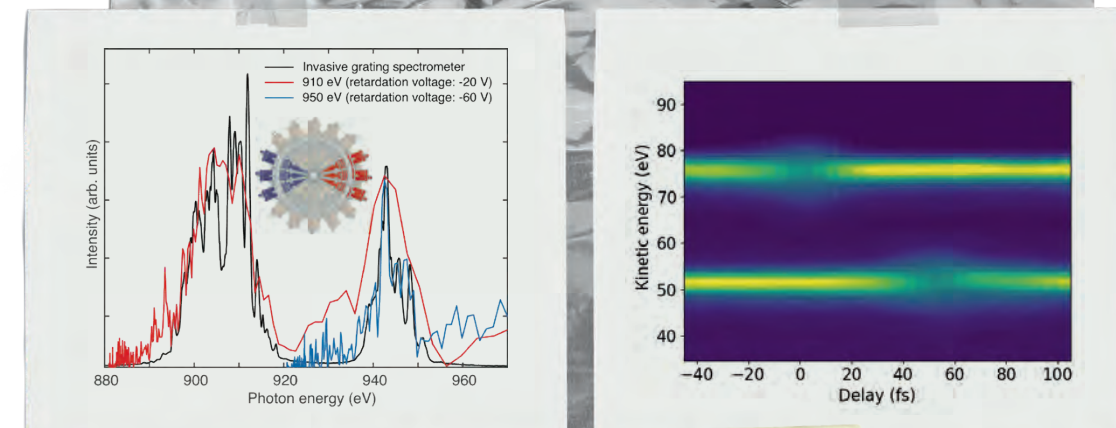 Invasive grating spectrometer
910 eV (retardation voltage: -20 V)
950 eV (retardation voltage: -60 V)
Intensity (arb. units)
880 900 920 940 960
Photon energy (eV)
90
80
70
60
50
40
Kinetic energy (eV)
−40 −20 0 20 40 60 80 100
Delay (fs)